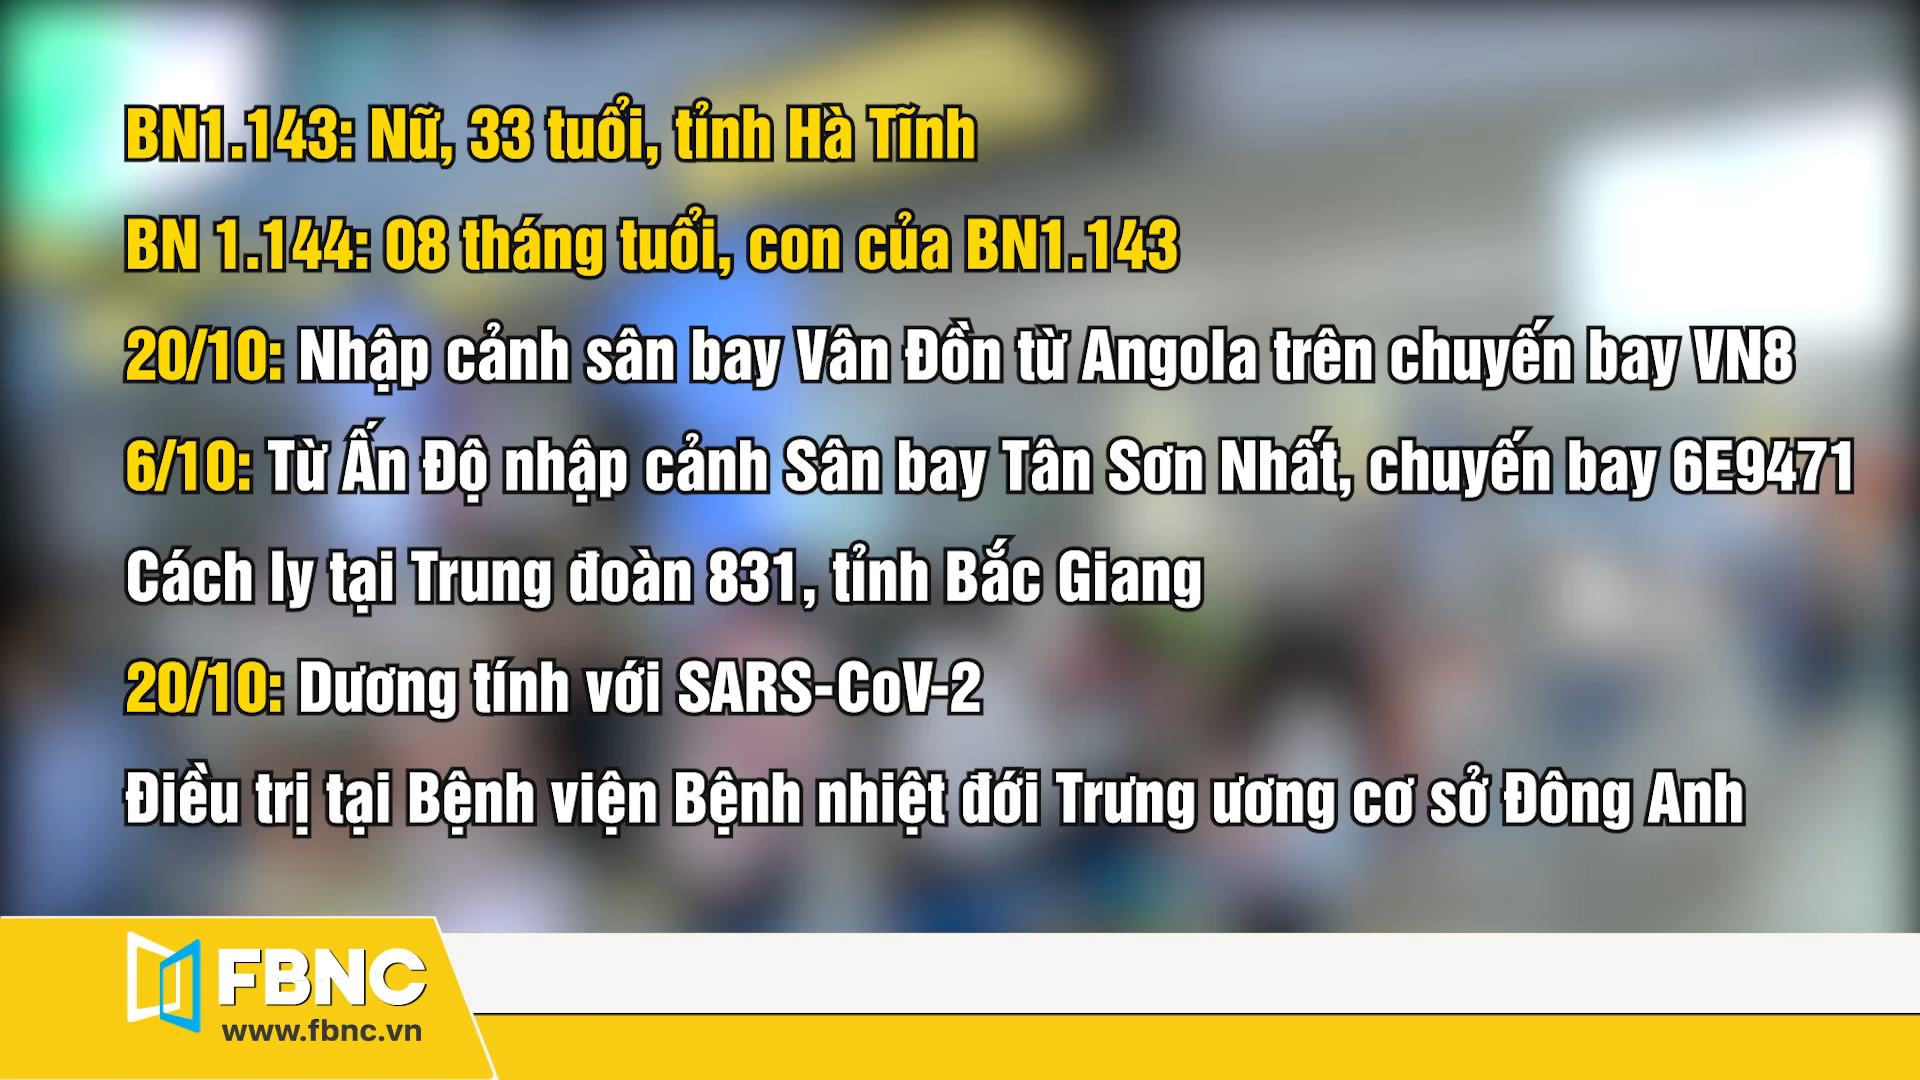 BN1.143: Nữ, 33 tuổi, tỉnh Hà Tĩnh
BN 1.144: 08 tháng tuổi, con của BN1.143
20/10: Nhập cảnh sân bay Vân Đồn từ Angola trên chuyến bay VN8
6/10: Từ Ấn Độ nhập cảnh Sân bay Tân Sơn Nhất, chuyến bay 6E9471
Cách ly tại Trung đoàn 831, tỉnh Bắc Giang
20/10: Dương tính với SARS-CoV-2
Điều trị tại Bệnh viện Bệnh nhiệt đới Trưng ương cơ sở Đông Anh
FBNC
www.fbnc.vn